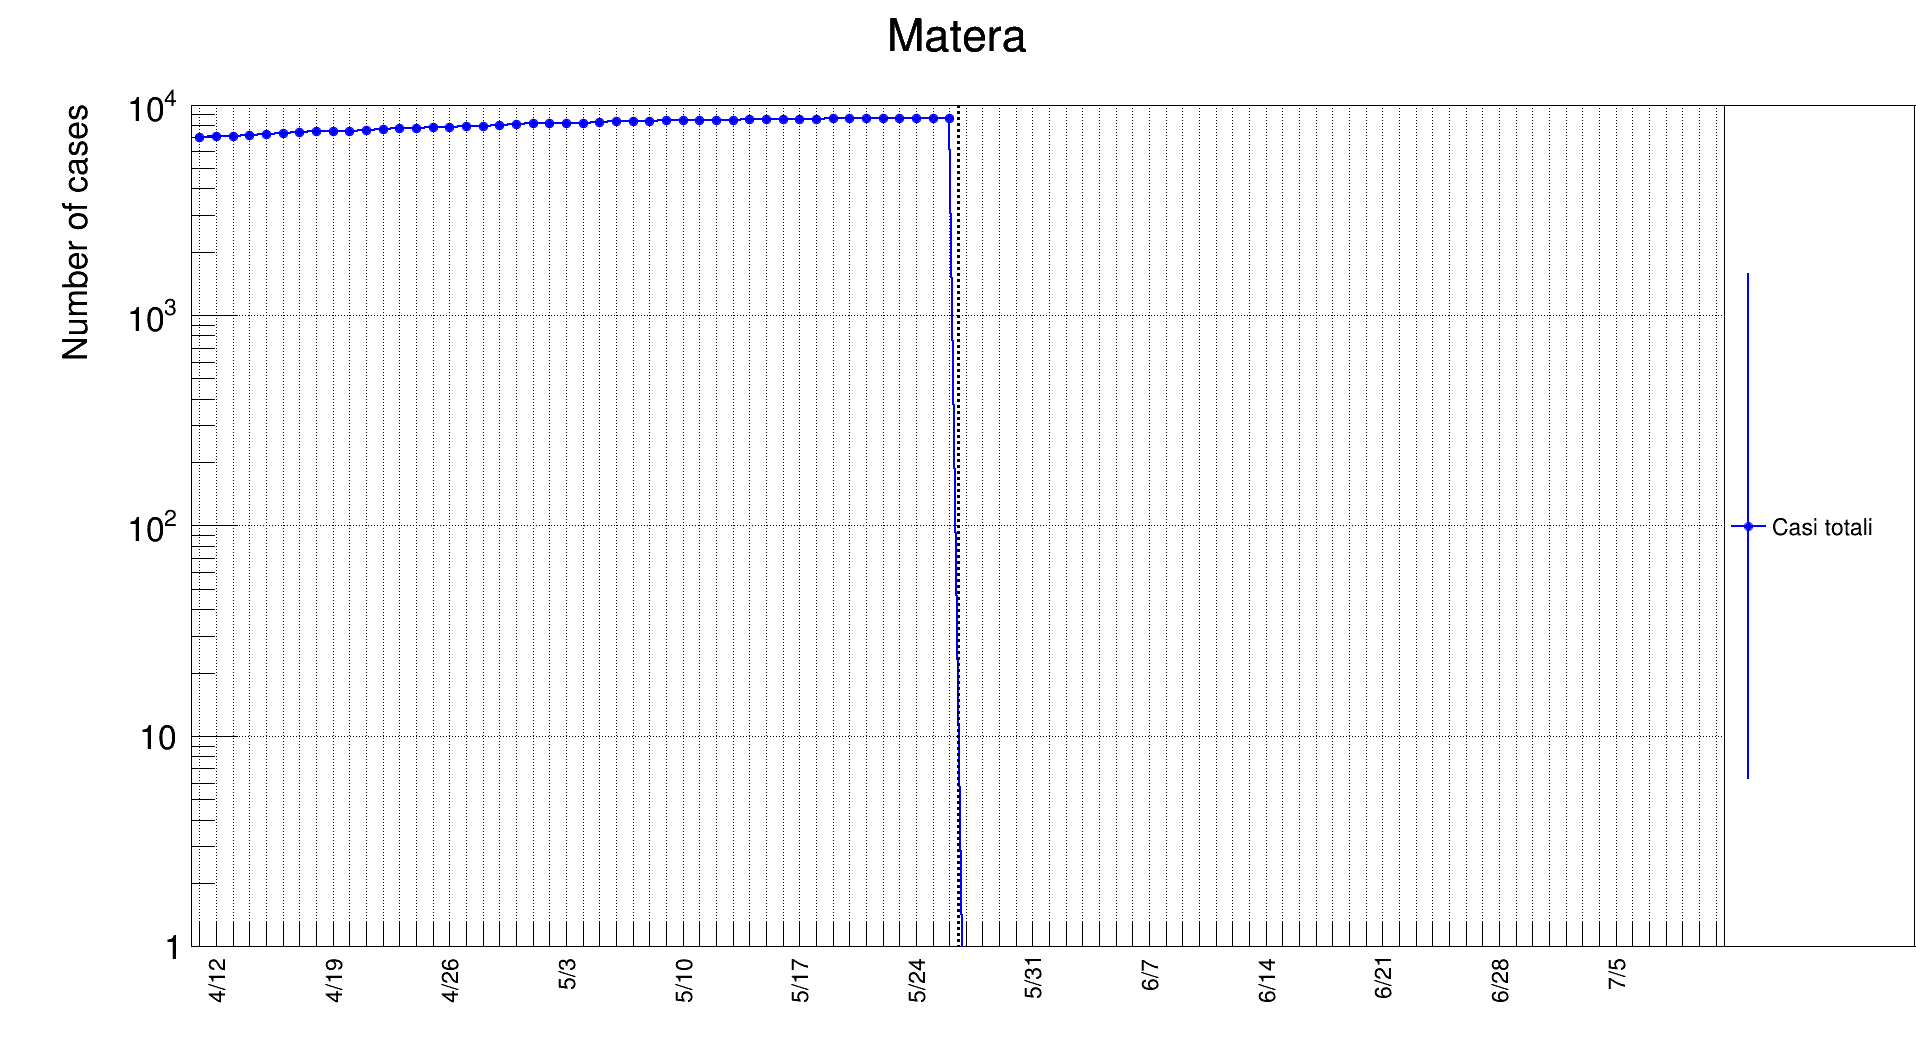 Matera
Number of cases
10^4
10^3
10^2
10
1
4/12 4/19 4/26 5/3 5/10 5/17 5/24 5/31 6/7 6/14 6/21 6/28 7/5
Casi totali